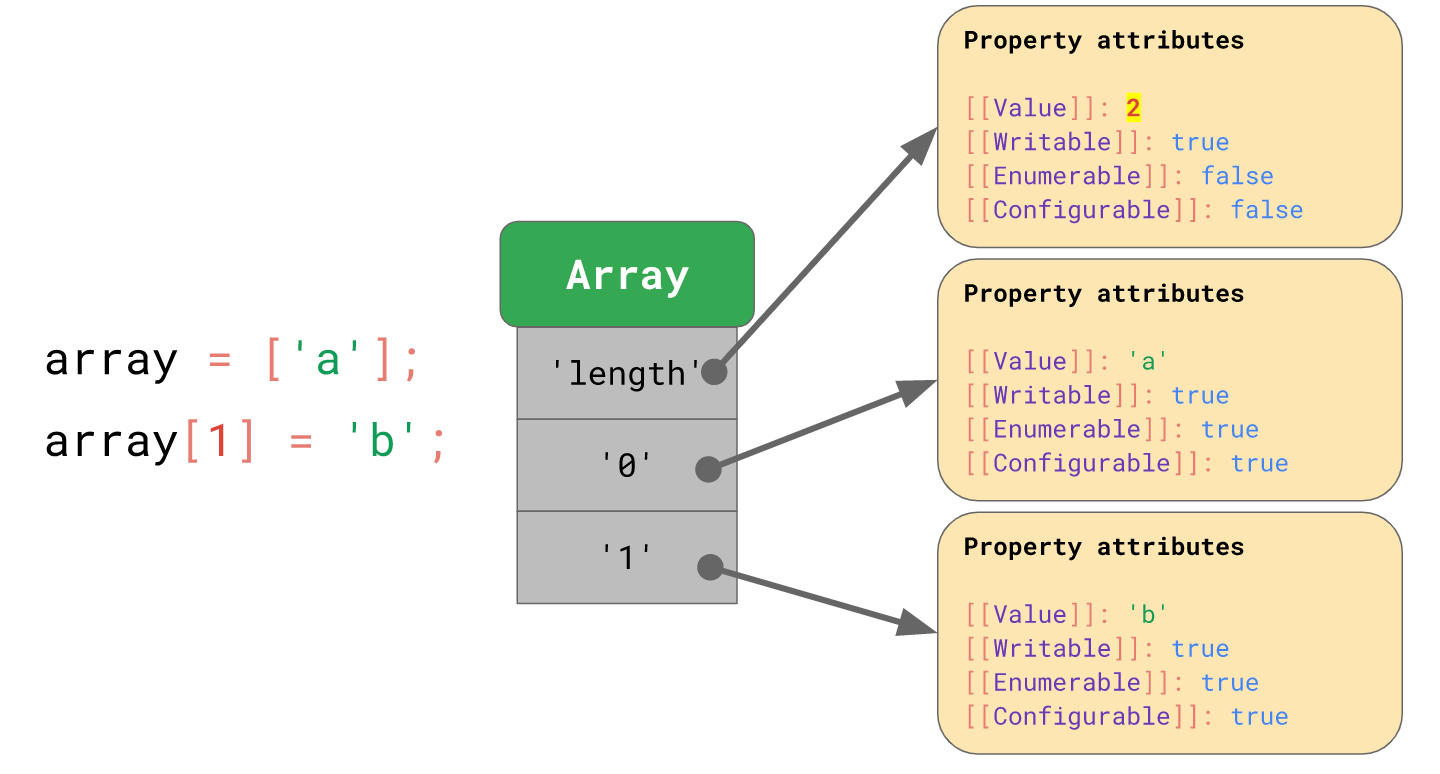 array = ['a'];
array[1] = 'b';
Array
'length'
'0'
'1'
Property attributes
[[Value]]: 2
[[Writable]]: true
[[Enumerable]]: false
[[Configurable]]: false
Property attributes
[[Value]]: 'a'
[[Writable]]: true
[[Enumerable]]: true
[[Configurable]]: true
Property attributes
[[Value]]: 'b'
[[Writable]]: true
[[Enumerable]]: true
[[Configurable]]: true